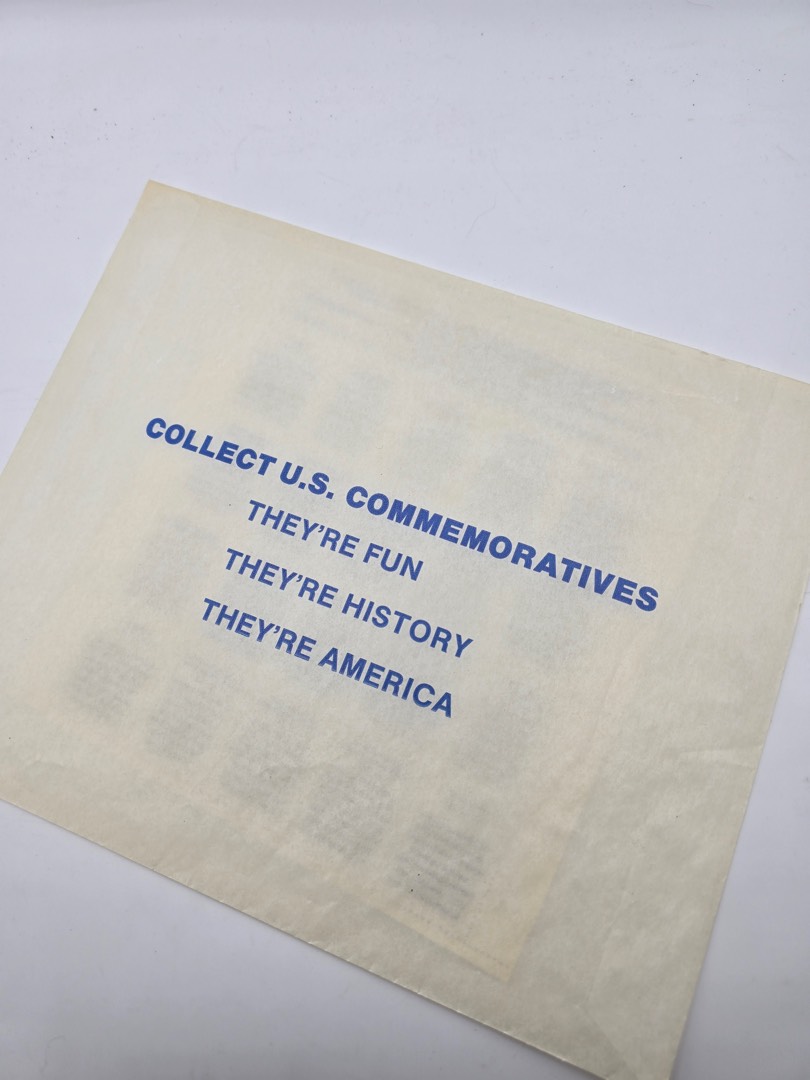 COLLECT U.S. COMMEMORATIVES
THEY'RE FUN
THEY'RE HISTORY
THEY'RE AMERICA